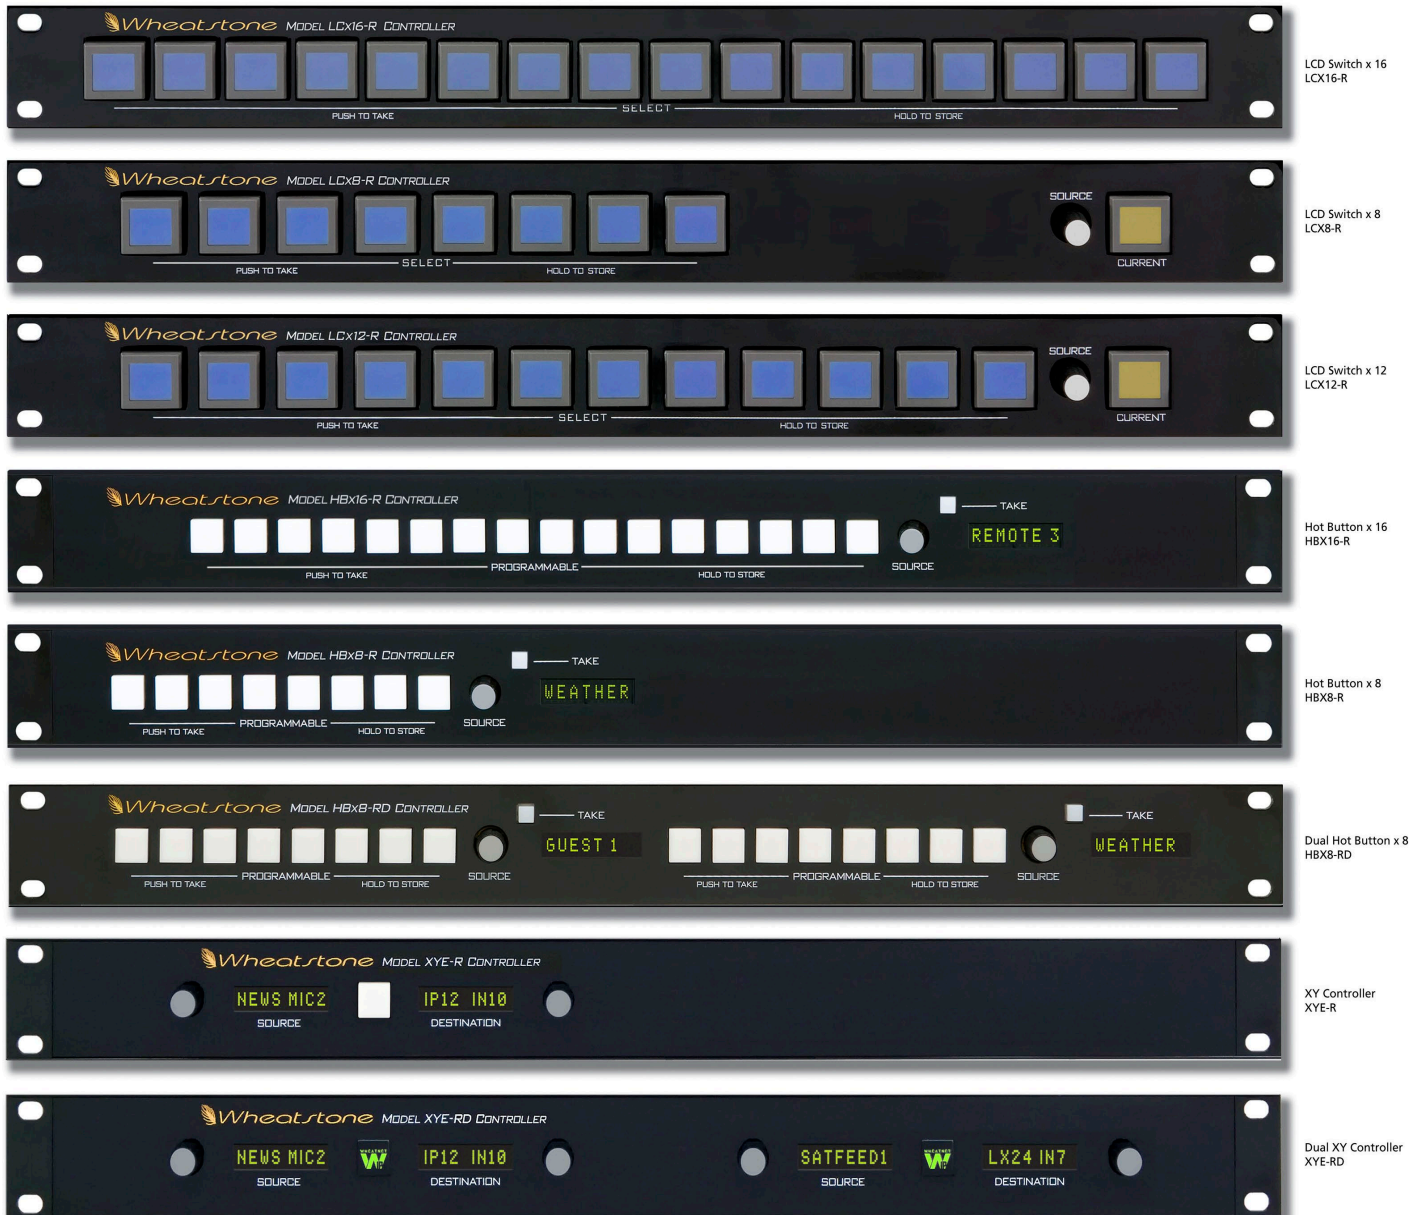 Wheatstone MODEL LCX16-R CONTROLLER
SELECT
PUSH TO TAKE HOLD TO STORE
LCD Switch x 16
LCX16-R
Wheatstone MODEL LCX8-R CONTROLLER
SOURCE
SELECT
PUSH TO TAKE HOLD TO STORE
CURRENT
LCD Switch x 8
LCX8-R
Wheatstone MODEL LCX12-R CONTROLLER
SOURCE
SELECT
PUSH TO TAKE HOLD TO STORE
CURRENT
LCD Switch x 12
LCX12-R
Wheatstone MODEL HBX16-R CONTROLLER
TAKE
REMOTE 3
PROGRAMMABLE
SOURCE
PUSH TO TAKE HOLD TO STORE
Hot Button x 16
HBX16-R
Wheatstone MODEL HBX8-R CONTROLLER
TAKE
WEATHER
PROGRAMMABLE
SOURCE
PUSH TO TAKE HOLD TO STORE
Hot Button x 8
HBX8-R
Wheatstone MODEL HBX8-RD CONTROLLER
TAKE TAKE
GUEST 1 WEATHER
PROGRAMMABLE SOURCE PROGRAMMABLE SOURCE
PUSH TO TAKE HOLD TO STORE PUSH TO TAKE HOLD TO STORE
Dual Hot Button x 8
HBX8-RD
Wheatstone MODEL XYE-R CONTROLLER
NEWS MIC2 IP12 IN10
SOURCE DESTINATION
XY Controller
XYE-R
Wheatstone MODEL XYE-RD CONTROLLER
NEWS MIC2 IP12 IN10 SATFEED1 LX24 IN7
SOURCE DESTINATION SOURCE DESTINATION
Dual XY Controller
XYE-RD